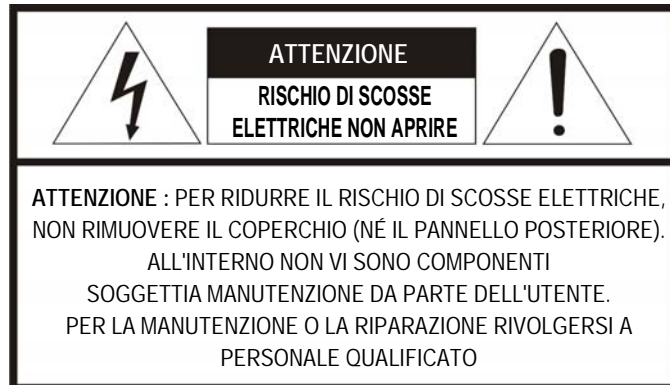 ATTENZIONE
RISCHIO DI SCOSSE
ELETTRICHE NON APRIRE
ATTENZIONE : PER RIDURRE IL RISCHIO DI SCOSSE ELETTRICHE,
NON RIMUOVERE IL COPERCHIO (NÉ IL PANNELLO POSTERIORE).
ALL'INTERNO NON VI SONO COMPONENTI
SOGGETTIA MANUTENZIONE DA PARTE DELL'UTENTE.
PER LA MANUTENZIONE O LA RIPARAZIONE RIVOLGERSI A
PERSONALE QUALIFICATO